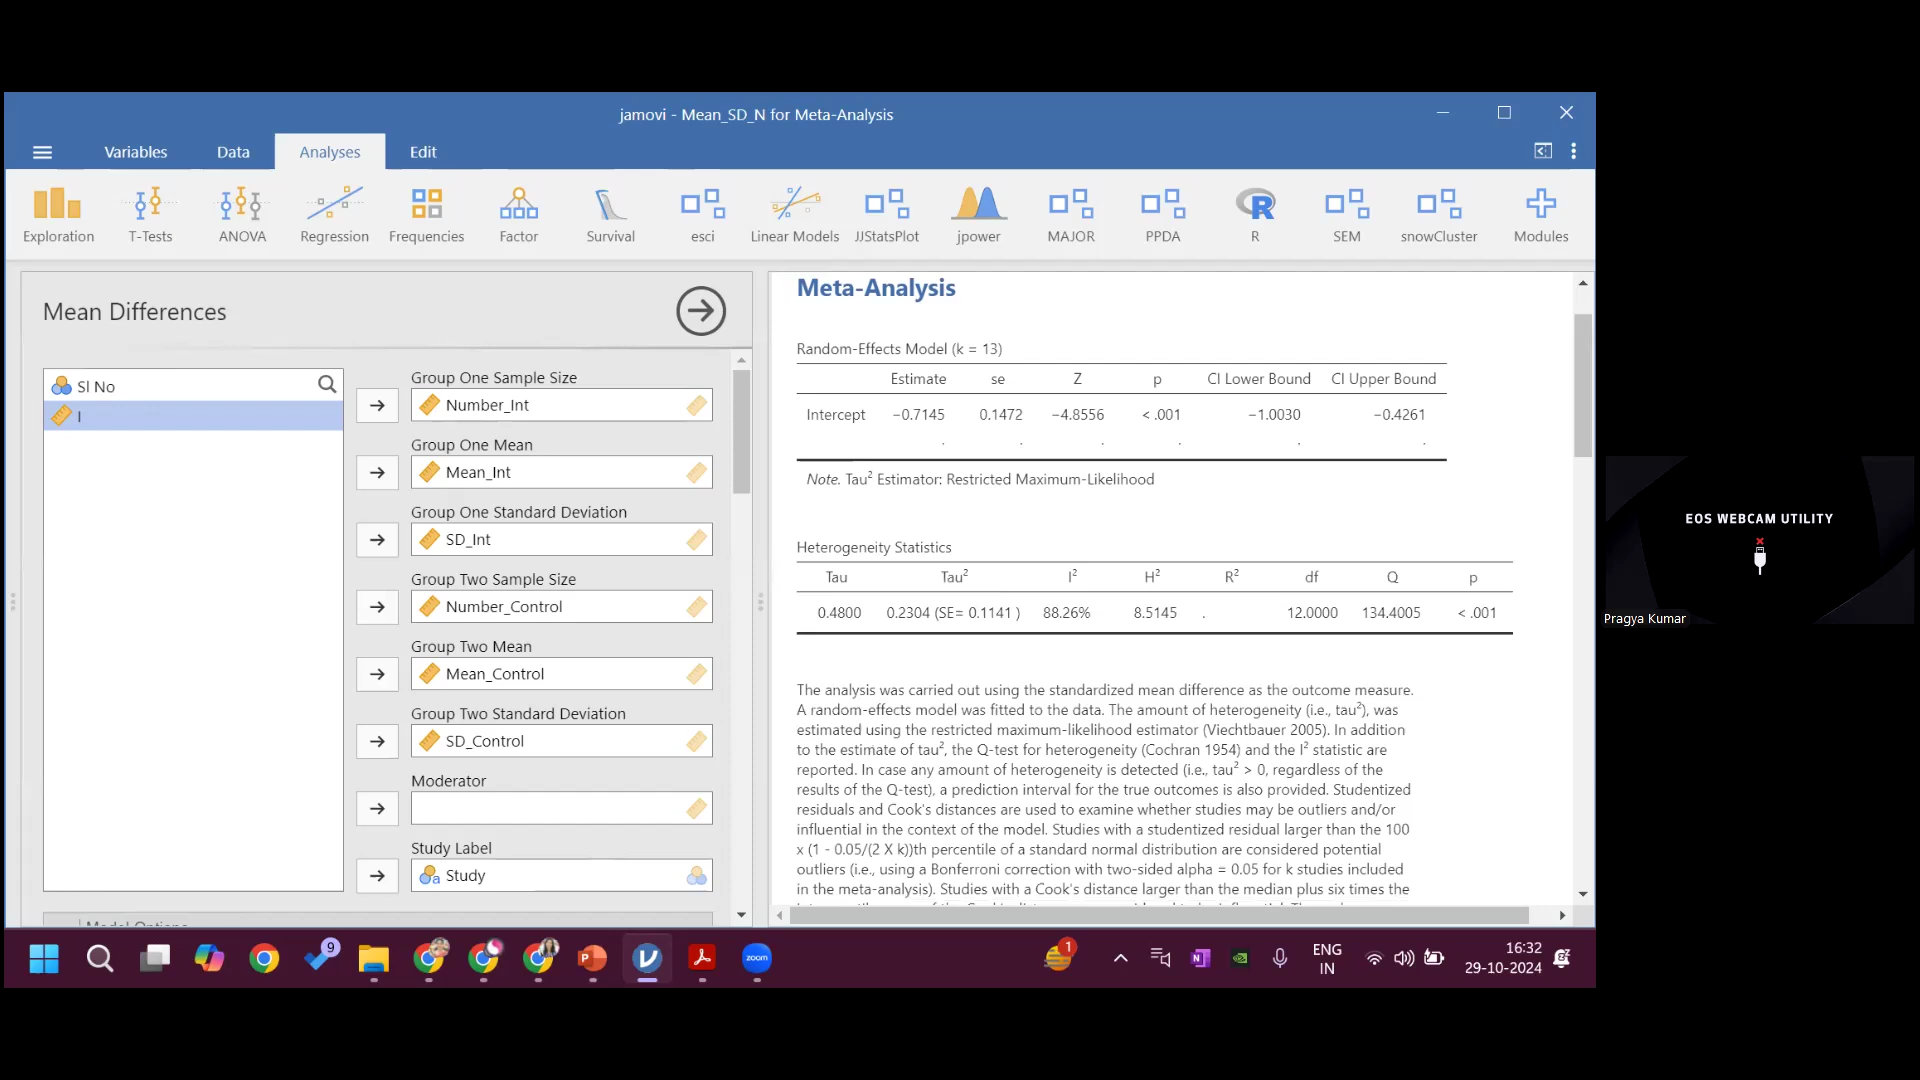 jamovi - Mean_SD_N for Meta-Analysis
Variables Data Analyses Edit
Exploration T-Tests ANOVA Regression Frequencies Factor Survival esci Linear Models JJStatsPlot jpower MAJOR PPDA R SEM snowCluster Modules
Mean Differences
Sl No
I
Group One Sample Size
Number_Int
Group One Mean
Mean_Int
Group One Standard Deviation
SD_Int
Group Two Sample Size
Number_Control
Group Two Mean
Mean_Control
Group Two Standard Deviation
SD_Control
Moderator
Study Label
Study
Model Options
Meta-Analysis
Random-Effects Model (k = 13)
Estimate se Z p CI Lower Bound CI Upper Bound
Intercept −0.7145 0.1472 −4.8556 < .001 −1.0030 −0.4261
. . . . . .
Note. Tau² Estimator: Restricted Maximum-Likelihood
Heterogeneity Statistics
Tau Tau² I² H² R² df Q p
0.4800 0.2304 (SE= 0.1141 ) 88.26% 8.5145 . 12.0000 134.4005 < .001
The analysis was carried out using the standardized mean difference as the outcome measure.
A random-effects model was fitted to the data. The amount of heterogeneity (i.e., tau²), was
estimated using the restricted maximum-likelihood estimator (Viechtbauer 2005). In addition
to the estimate of tau², the Q-test for heterogeneity (Cochran 1954) and the I² statistic are
reported. In case any amount of heterogeneity is detected (i.e., tau² > 0, regardless of the
results of the Q-test), a prediction interval for the true outcomes is also provided. Studentized
residuals and Cook's distances are used to examine whether studies may be outliers and/or
influential in the context of the model. Studies with a studentized residual larger than the 100
x (1 - 0.05/(2 X k))th percentile of a standard normal distribution are considered potential
outliers (i.e., using a Bonferroni correction with two-sided alpha = 0.05 for k studies included
in the meta-analysis). Studies with a Cook's distance larger than the median plus six times the
EOS WEBCAM UTILITY
Pragya Kumar
9
zoom
1
ENG
IN
16:32
29-10-2024